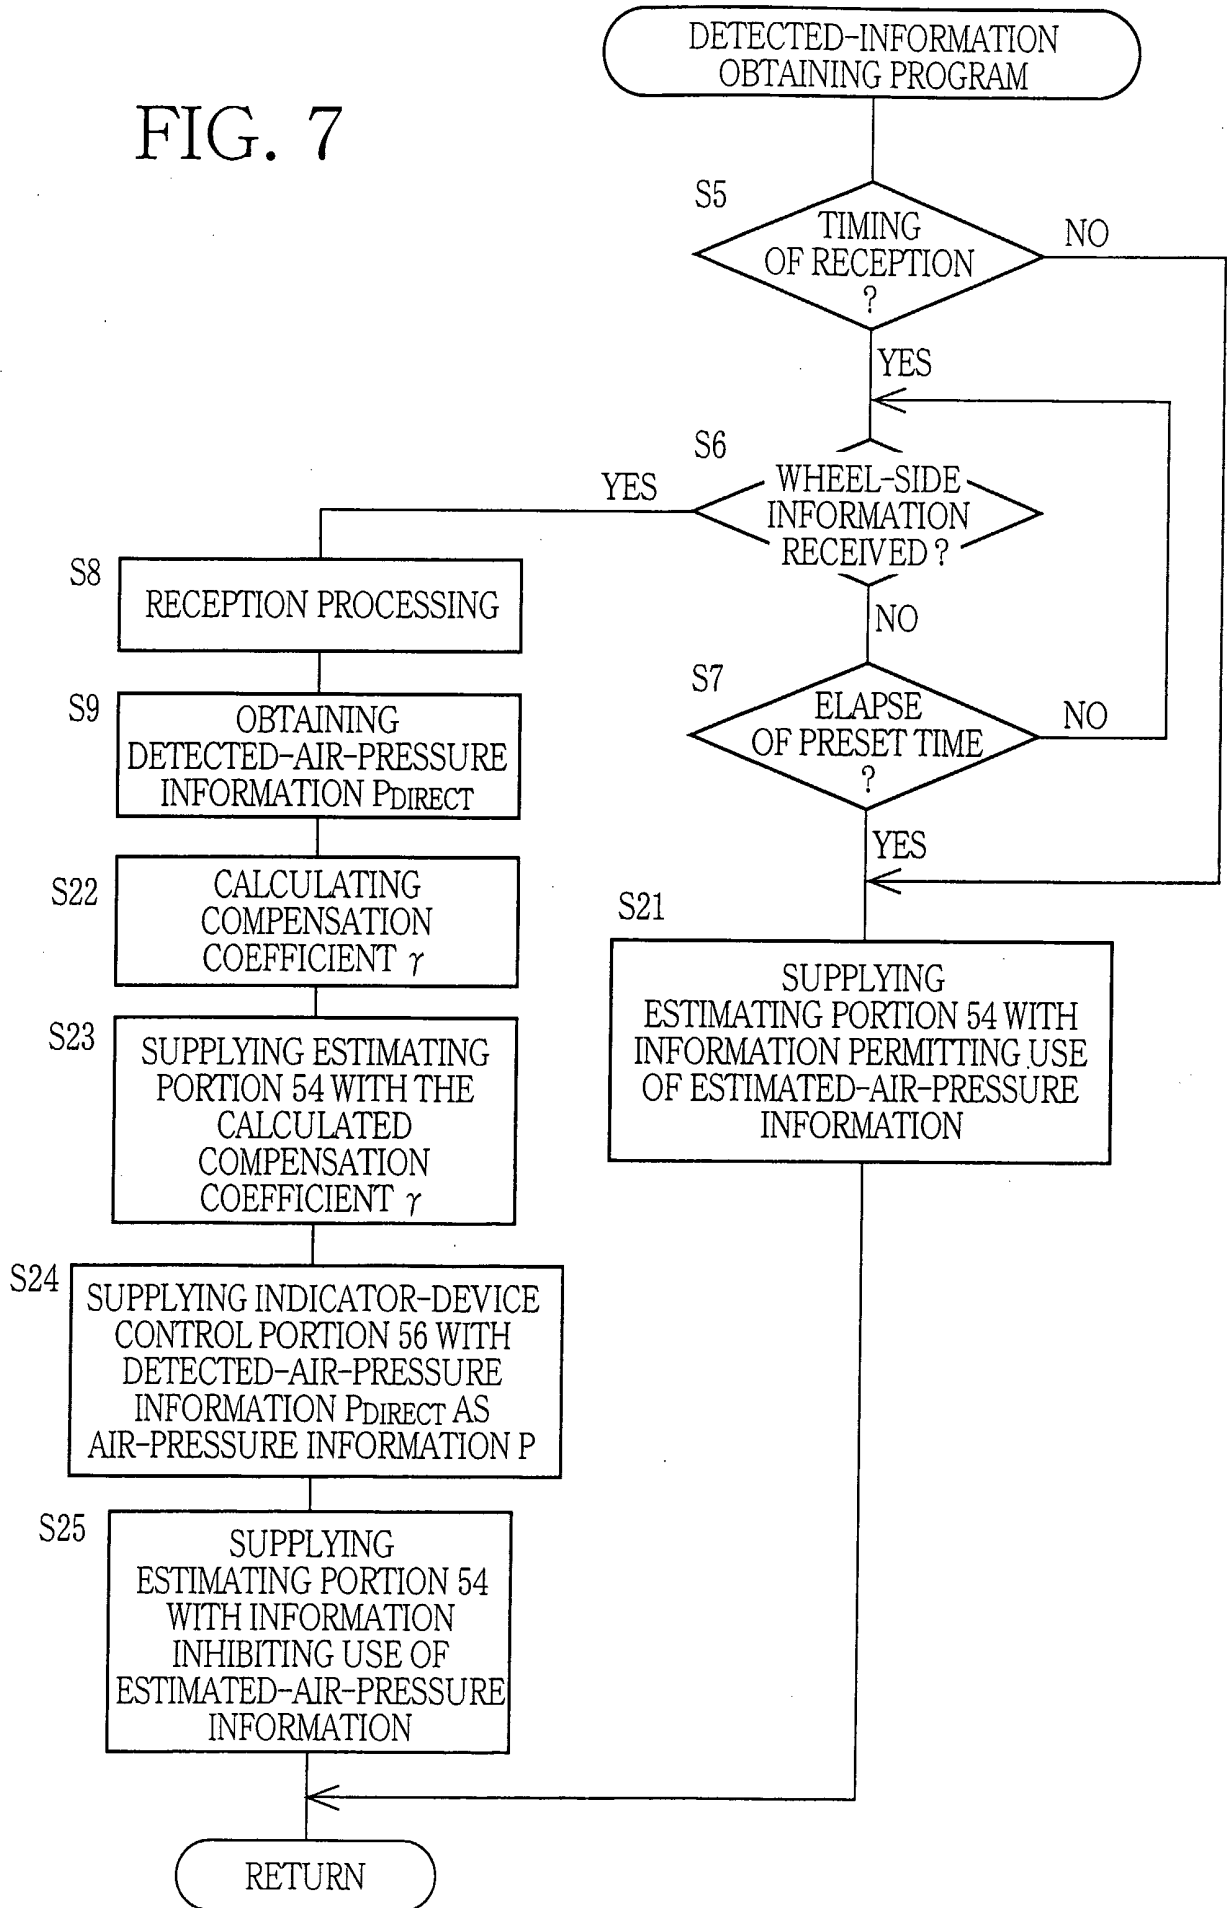 FIG. 7
DETECTED-INFORMATION
OBTAINING PROGRAM
S5
TIMING
OF RECEPTION
?
NO
YES
S6
WHEEL-SIDE
INFORMATION
RECEIVED ?
YES
NO
S7
ELAPSE
OF PRESET TIME
?
NO
YES
S21
SUPPLYING
ESTIMATING PORTION 54 WITH
INFORMATION PERMITTING USE
OF ESTIMATED-AIR-PRESSURE
INFORMATION
S8
RECEPTION PROCESSING
S9
OBTAINING
DETECTED-AIR-PRESSURE
INFORMATION PDIRECT
S22
CALCULATING
COMPENSATION
COEFFICIENT γ
S23
SUPPLYING ESTIMATING
PORTION 54 WITH THE
CALCULATED
COMPENSATION
COEFFICIENT γ
S24
SUPPLYING INDICATOR-DEVICE
CONTROL PORTION 56 WITH
DETECTED-AIR-PRESSURE
INFORMATION PDIRECT AS
AIR-PRESSURE INFORMATION P
S25
SUPPLYING
ESTIMATING PORTION 54
WITH INFORMATION
INHIBITING USE OF
ESTIMATED-AIR-PRESSURE
INFORMATION
RETURN